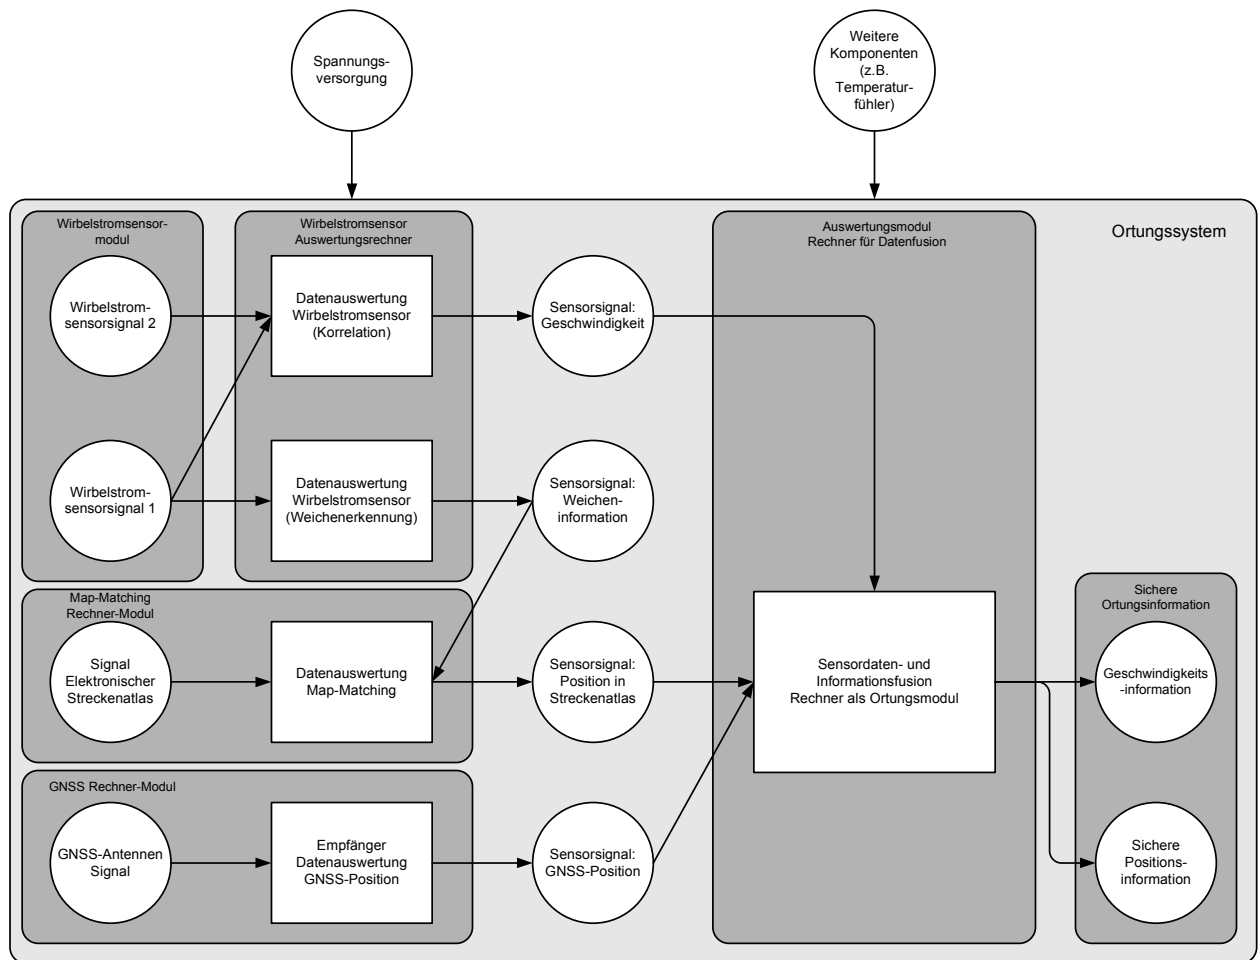 Spannungs-
versorgung
Weitere
Komponenten
(z.B.
Temperatur-
fühler)
Ortungssystem
Wirbelstromsensor-
modul
Wirbelstromsensor
Auswertungsrechner
Auswertungsmodul
Rechner für Datenfusion
Wirbelstrom-
sensorsignal 2
Datenauswertung
Wirbelstromsensor
(Korrelation)
Sensorsignal:
Geschwindigkeit
Wirbelstrom-
sensorsignal 1
Datenauswertung
Wirbelstromsensor
(Weichenerkennung)
Sensorsignal:
Weichen-
information
Map-Matching
Rechner-Modul
Signal
Elektronischer
Streckenatlas
Datenauswertung
Map-Matching
Sensorsignal:
Position in
Streckenatlas
Sensordaten- und
Informationsfusion
Rechner als Ortungsmodul
Sichere
Ortungsinformation
Geschwindigkeits
-information
GNSS Rechner-Modul
GNSS-Antennen
Signal
Empfänger
Datenauswertung
GNSS-Position
Sensorsignal:
GNSS-Position
Sichere
Positions-
information